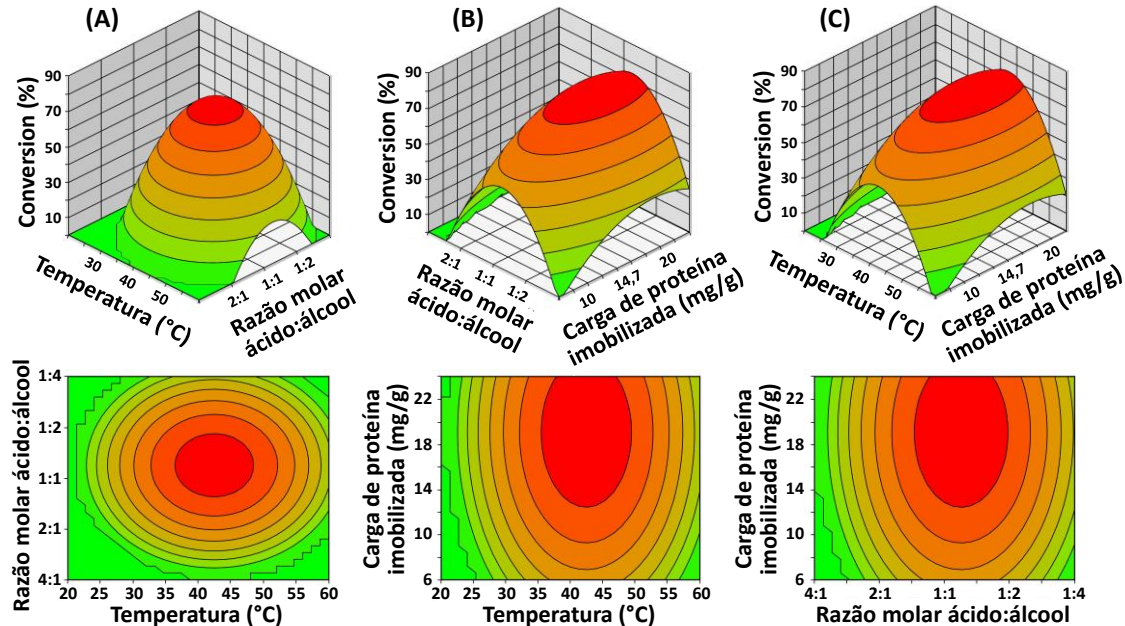 (A)
Conversion (%)
90
70
50
30
10
30
40
50
Temperatura (°C)
2:1
1:1
1:2
Razão molar
ácido:álcool
(B)
Conversion (%)
90
70
50
30
10
2:1
1:1
1:2
Razão molar
ácido:álcool
10
14,7
20
Carga de proteína
imobilizada (mg/g)
(C)
Conversion (%)
90
70
50
30
10
30
40
50
Temperatura (°C)
10
14,7
20
Carga de proteína
imobilizada (mg/g)
Razão molar ácido:álcool
1:4
1:2
1:1
2:1
4:1
20 25 30 35 40 45 50 55 60
Temperatura (°C)
Carga de proteína
imobilizada (mg/g)
22
18
14
10
6
20 25 30 35 40 45 50 55 60
Temperatura (°C)
Carga de proteína
imobilizada (mg/g)
22
18
14
10
6
4:1 2:1 1:1 1:2 1:4
Razão molar ácido:álcool